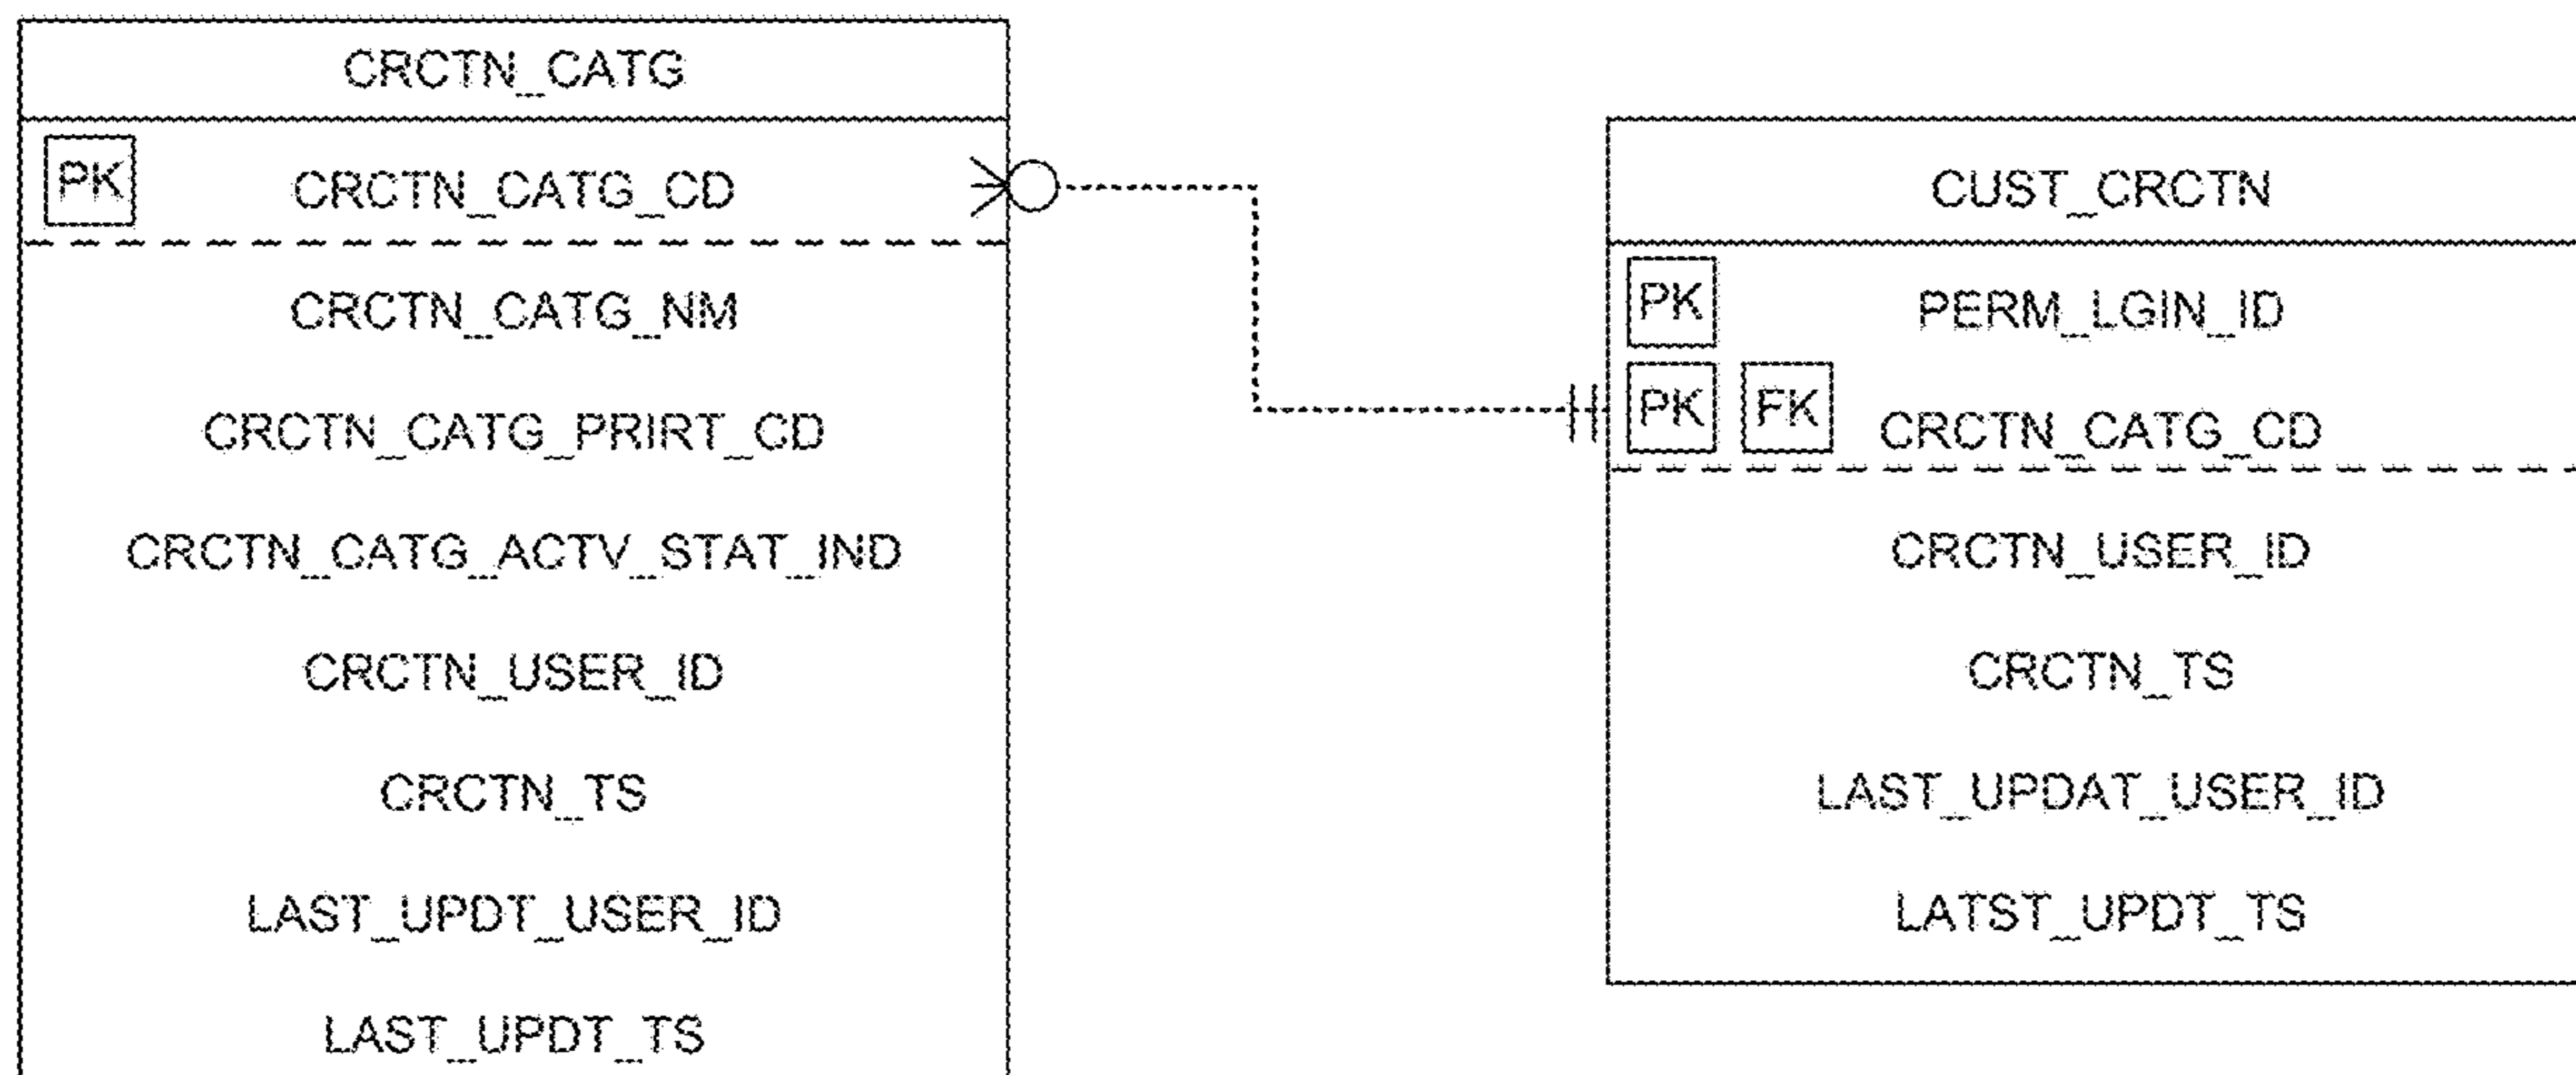 CRCTN_CATG
PK CRCTN_CATG_CD
CRCTN_CATG_NM
CRCTN_CATG_PRIRT_CD
CRCTN_CATG_ACTV_STAT_IND
CRCTN_USER_ID
CRCTN_TS
LAST_UPDT_USER_ID
LAST_UPDT_TS
CUST_CRCTN
PK PERM_LGIN_ID
PK FK CRCTN_CATG_CD
CRCTN_USER_ID
CRCTN_TS
LAST_UPDAT_USER_ID
LATST_UPDT_TS